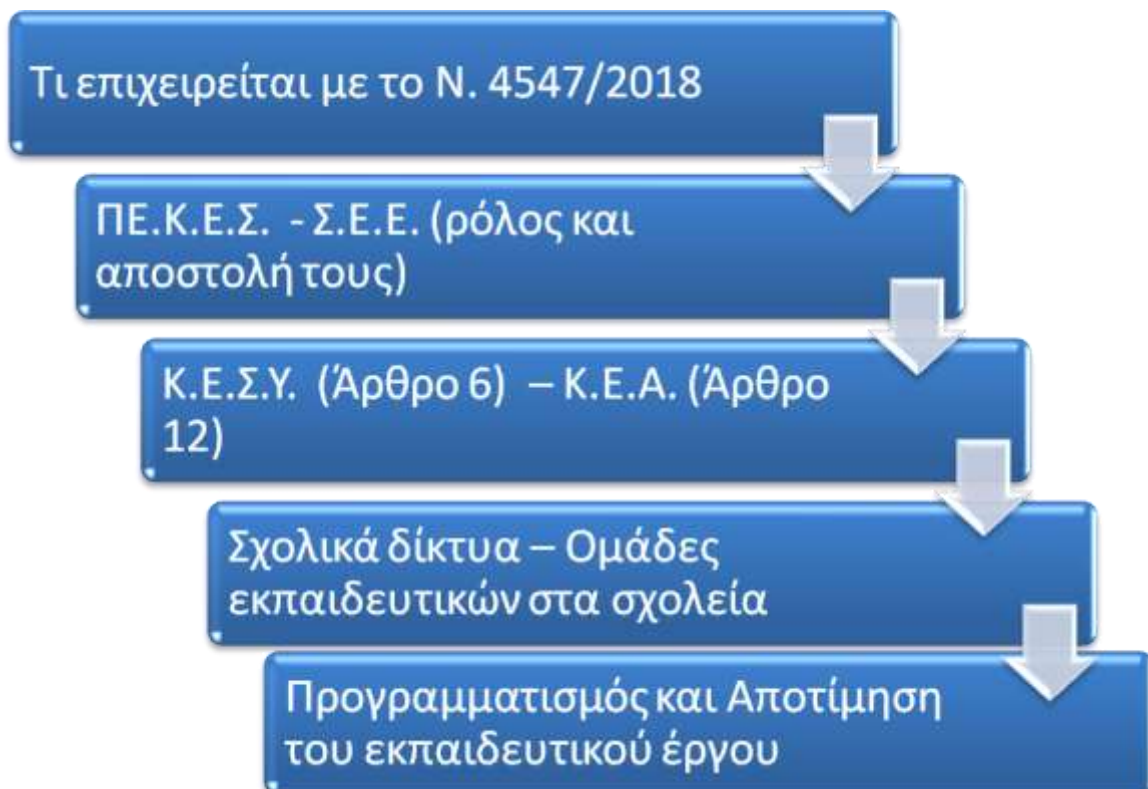 Τι επιχειρείται με το Ν. 4547/2018
ΠΕ.Κ.Ε.Σ.  - Σ.Ε.Ε. (ρόλος και
αποστολή τους)
Κ.Ε.Σ.Υ.  (Άρθρο 6)  – Κ.Ε.Α. (Άρθρο
12)
Σχολικά δίκτυα – Ομάδες
εκπαιδευτικών στα σχολεία
Προγραμματισμός και Αποτίμηση
του εκπαιδευτικού έργου